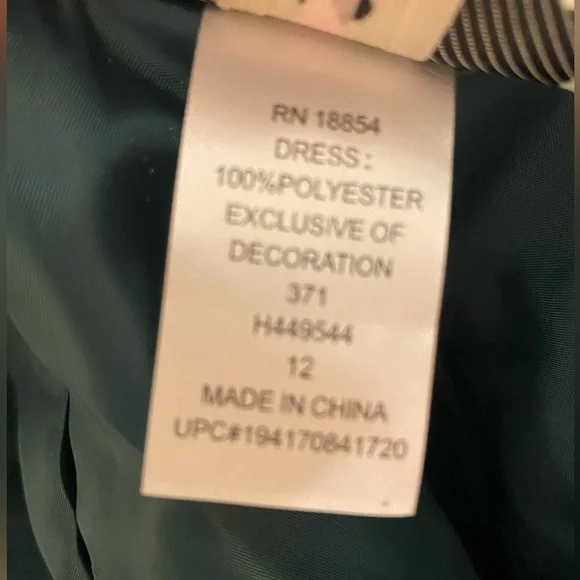 RN 18854
DRESS:
100%POLYESTER
EXCLUSIVE OF
DECORATION
371
H449544
12
MADE IN CHINA
UPC#194170841720